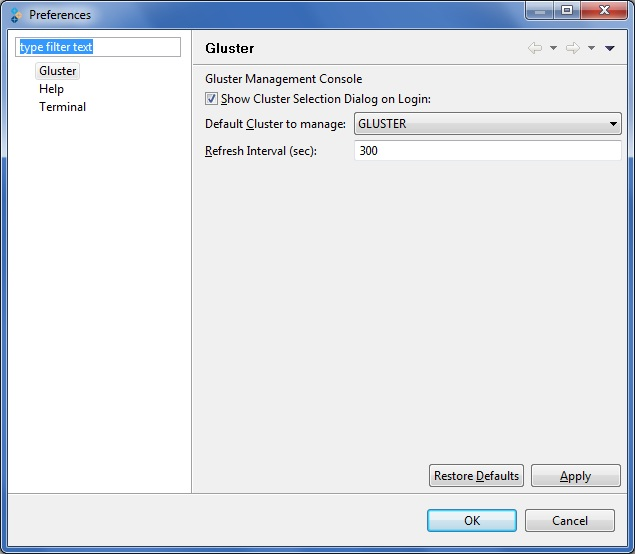 Preferences
type filter text
Gluster
Help
Terminal
Gluster
Gluster Management Console
Show Cluster Selection Dialog on Login:
Default Cluster to manage: GLUSTER
Refresh Interval (sec): 300
Restore Defaults Apply
OK Cancel